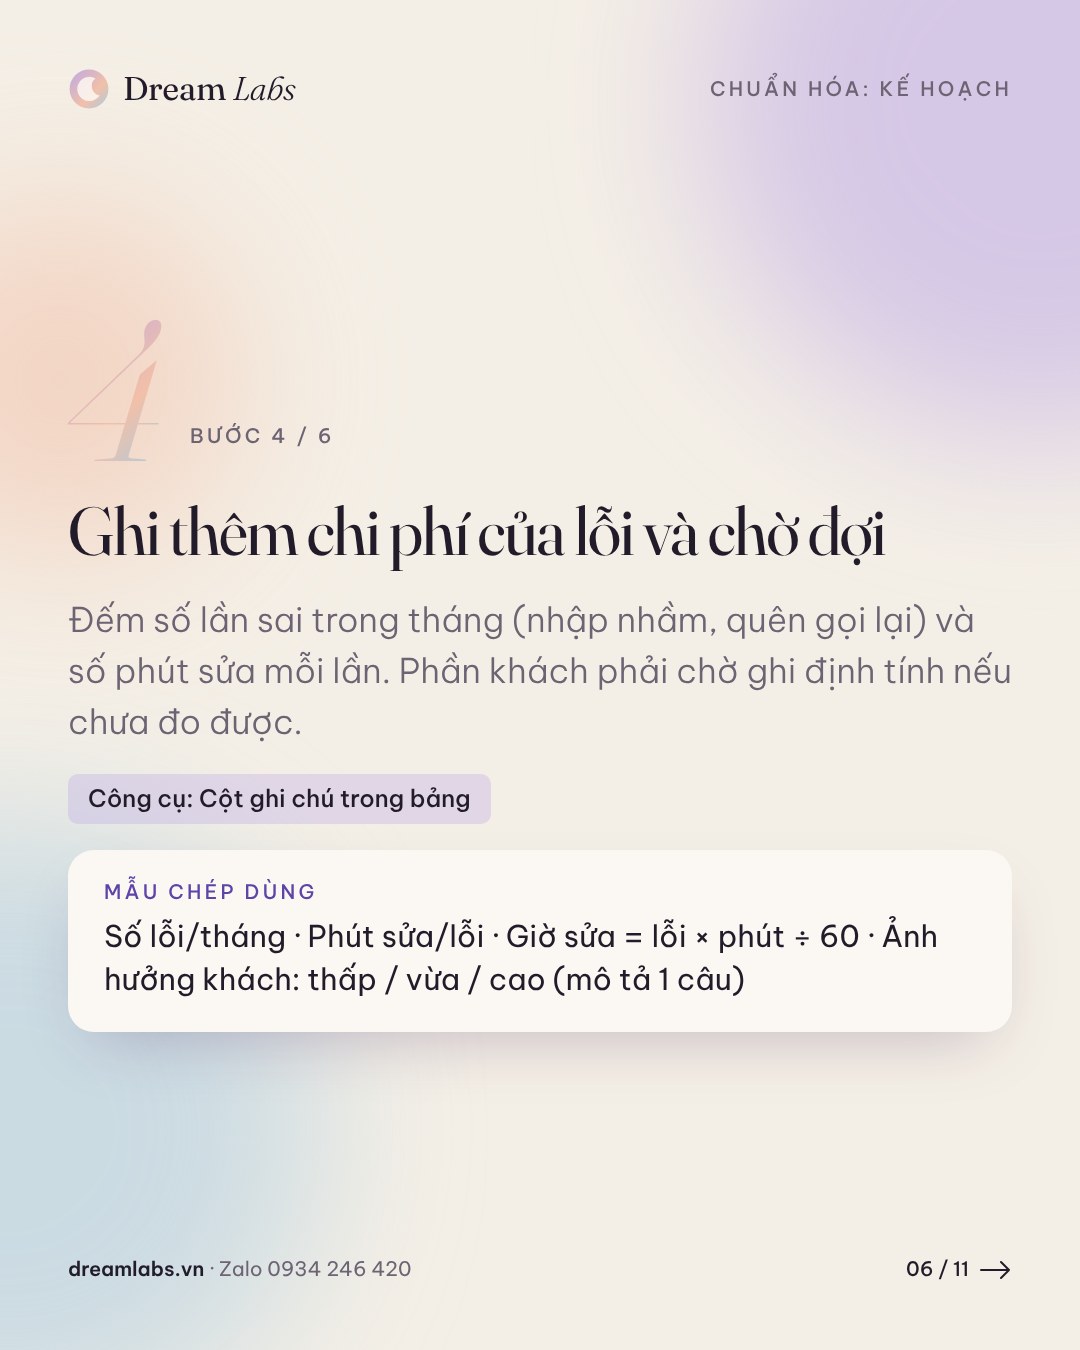 Dream Labs
CHUẨN HÓA: KẾ HOẠCH
4
BƯỚC 4 / 6
Ghi thêm chi phí của lỗi và chờ đợi
Đếm số lần sai trong tháng (nhập nhầm, quên gọi lại) và
số phút sửa mỗi lần. Phần khách phải chờ ghi định tính nếu
chưa đo được.
Công cụ: Cột ghi chú trong bảng
MẪU CHÉP DÙNG
Số lỗi/tháng · Phút sửa/lỗi · Giờ sửa = lỗi × phút ÷ 60 · Ảnh
hưởng khách: thấp / vừa / cao (mô tả 1 câu)
dreamlabs.vn · Zalo 0934 246 420
06 / 11 →